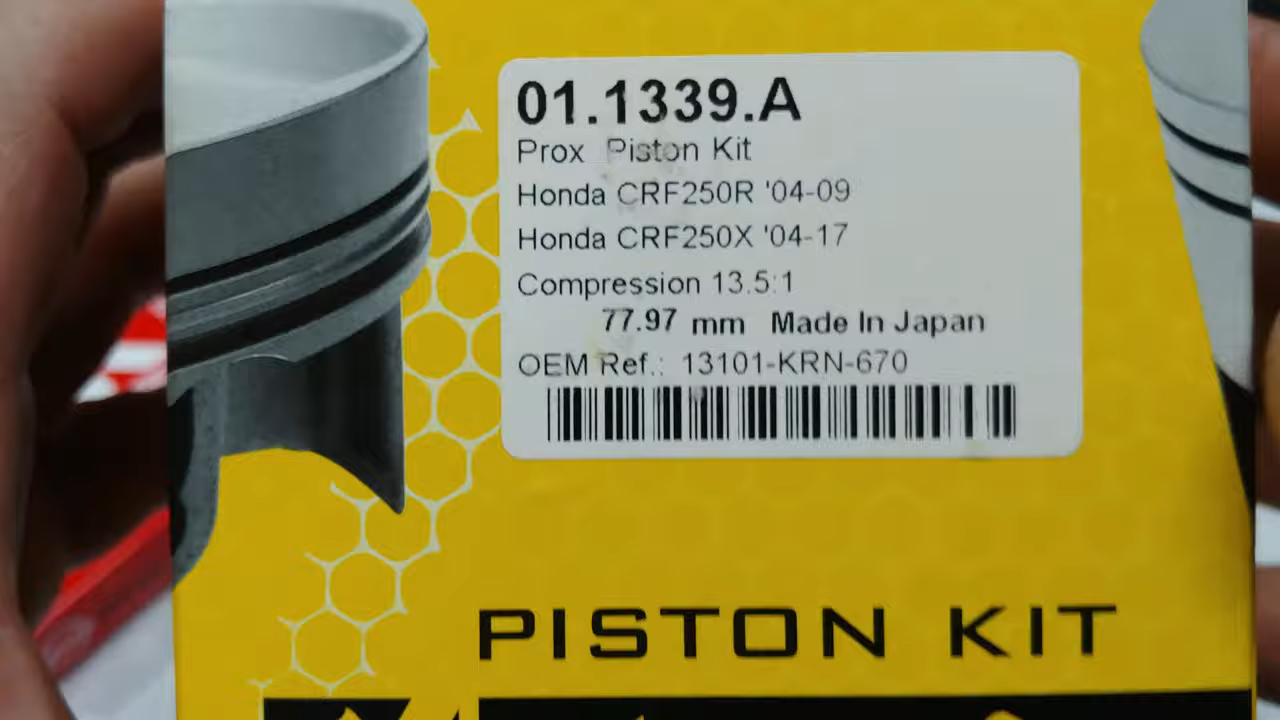 01.1339.A
Prox Piston Kit
Honda CRF250R '04-09
Honda CRF250X '04-17
Compression 13.5:1
77.97 mm Made In Japan
OEM Ref.: 13101-KRN-670
PISTON KIT